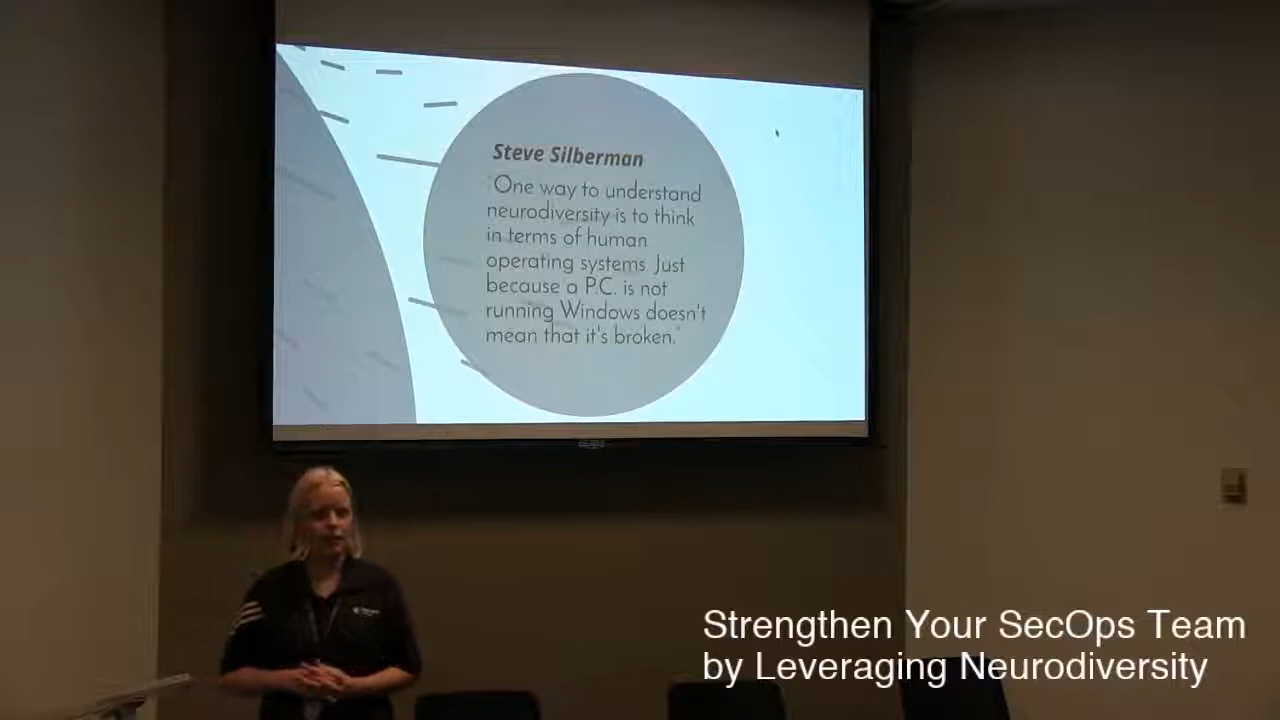 Steve Silberman
"One way to understand
neurodiversity is to think
in terms of human
operating systems. Just
because a P.C. is not
running Windows doesn't
mean that it's broken."
Strengthen Your SecOps Team
by Leveraging Neurodiversity